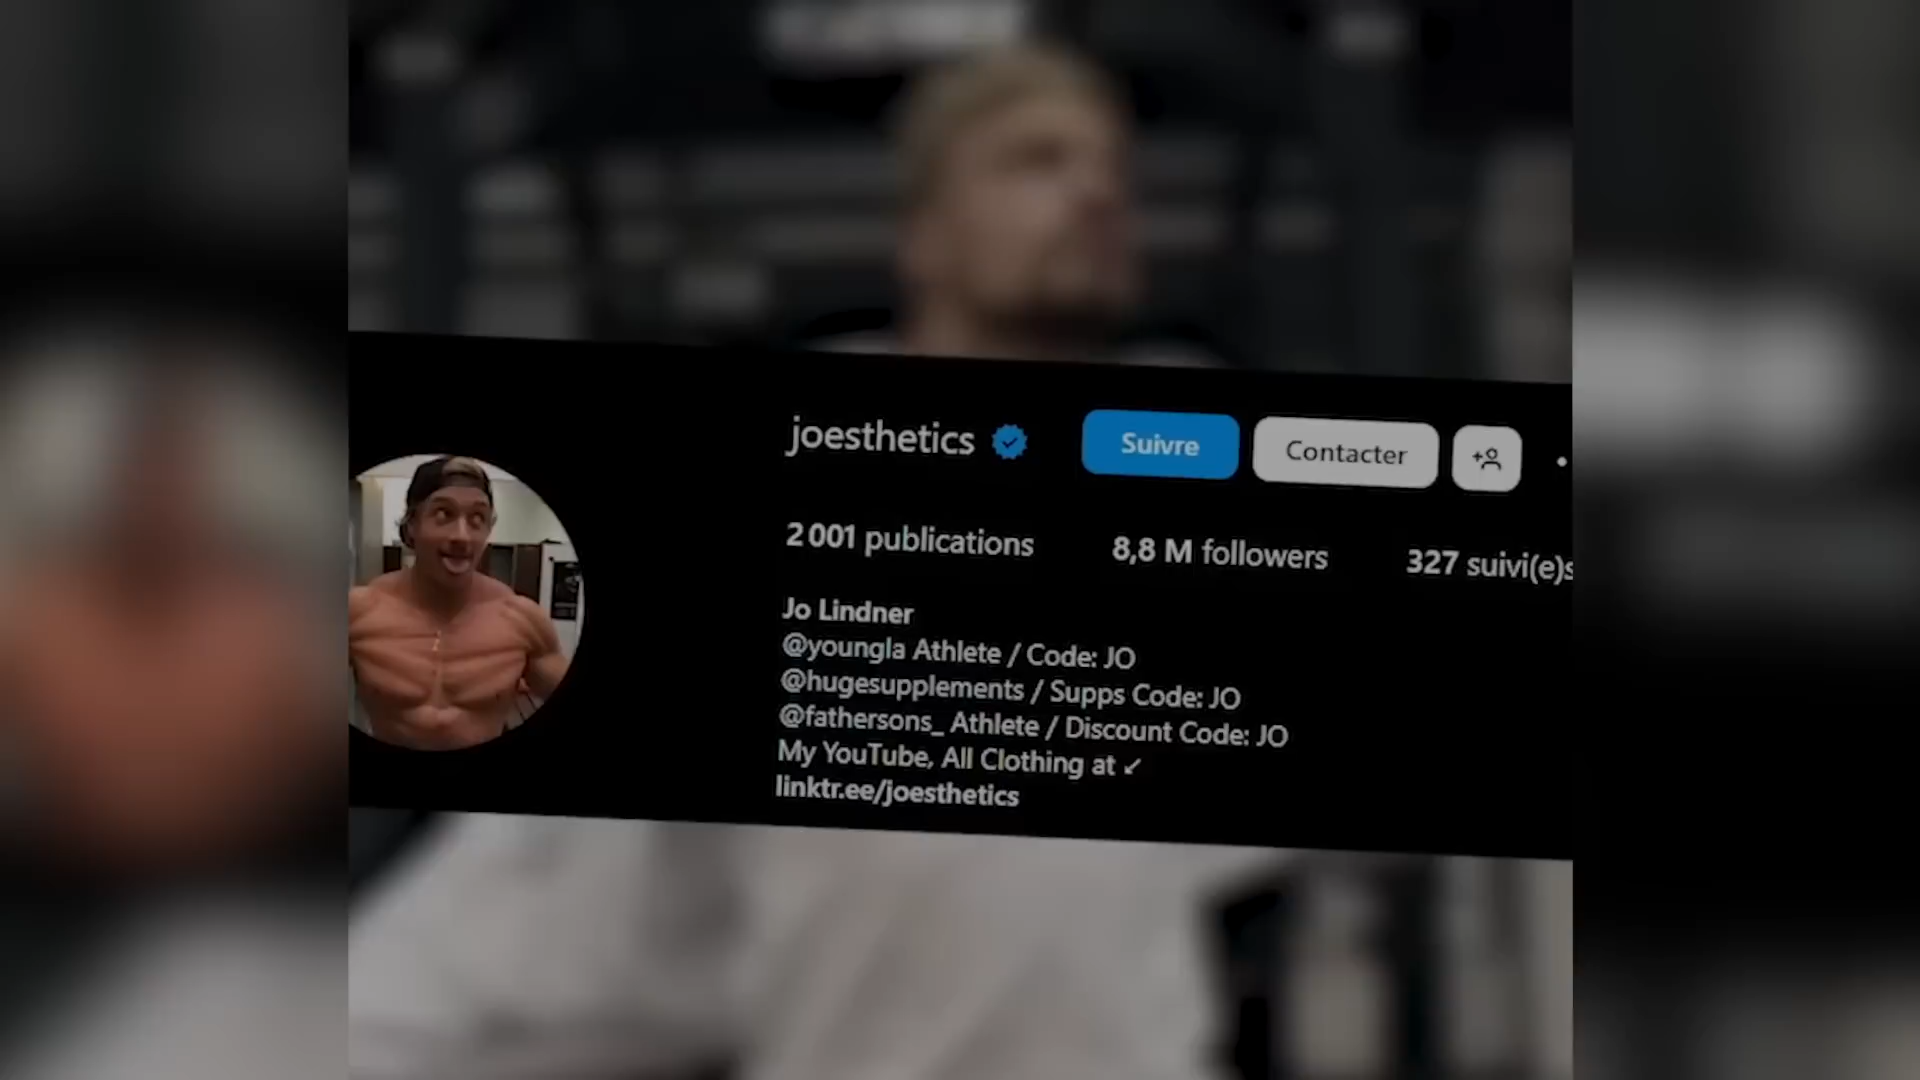 joesthetics
Suivre
Contacter
2 001 publications
8,8 M followers
327 suivi(e)s
Jo Lindner
@youngla Athlete / Code: JO
@hugesupplements / Supps Code: JO
@fathersons_ Athlete / Discount Code: JO
My YouTube, All Clothing at ↙
linktr.ee/joesthetics